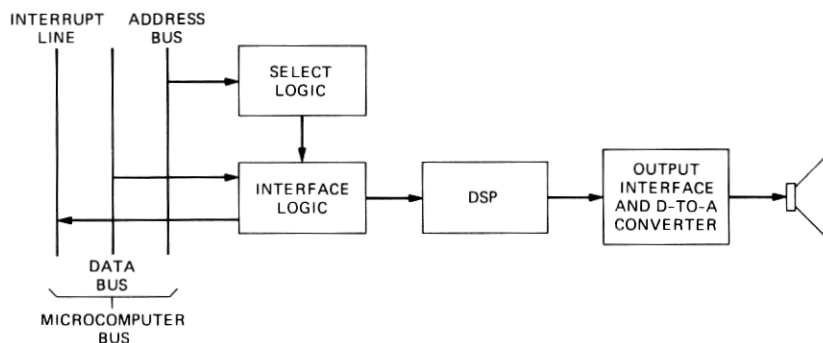 INTERRUPT
LINE
ADDRESS
BUS
SELECT
LOGIC
INTERFACE
LOGIC
DSP
OUTPUT
INTERFACE
AND D-TO-A
CONVERTER
DATA
BUS
MICROCOMPUTER
BUS